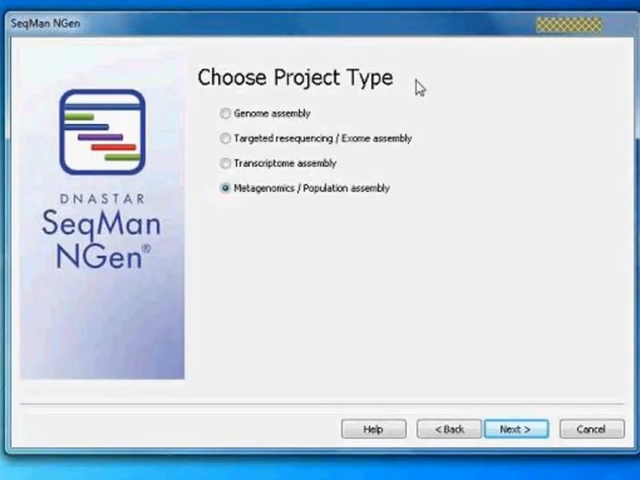 SeqMan NGen
Choose Project Type
Genome assembly
Targeted resequencing / Exome assembly
Transcriptome assembly
Metagenomics / Population assembly
DNASTAR
SeqMan
NGen®
Help
< Back
Next >
Cancel